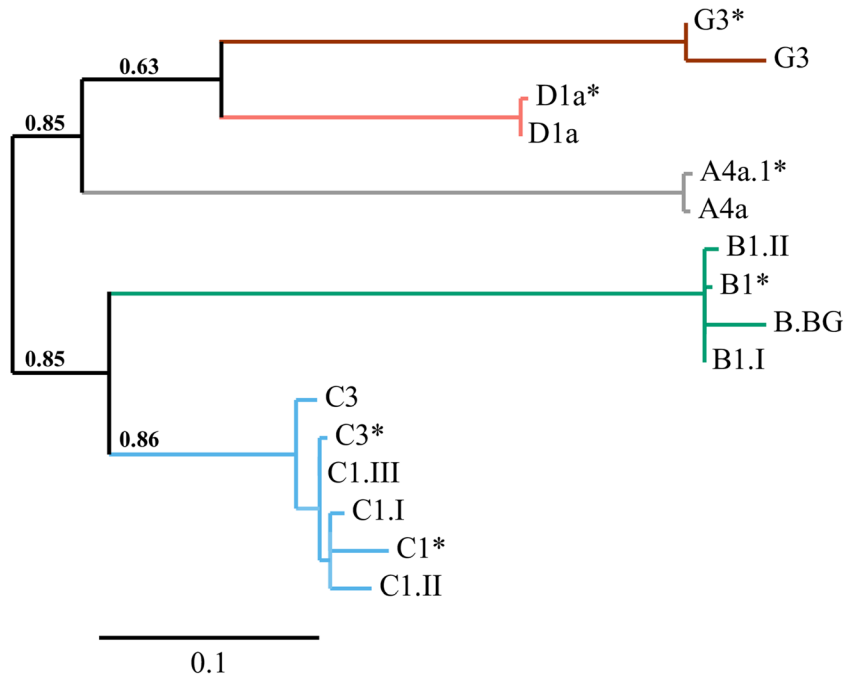 G3*
0.63
G3
D1a*
0.85
D1a
A4a.1*
A4a
B1.II
B1*
B.BG
0.85
B1.I
C3
C3*
0.86
C1.III
C1.I
C1*
C1.II
0.1